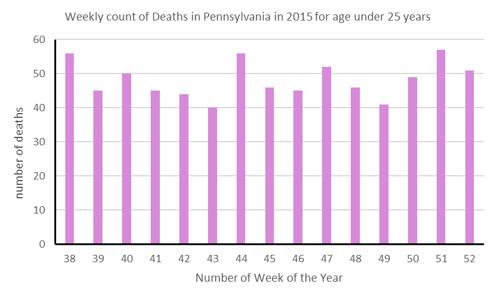 Weekly count of Deaths in Pennsylvania in 2015 for age under 25 years
60
50
40
30
20
10
0
number of deaths
38 39 40 41 42 43 44 45 46 47 48 49 50 51 52
Number of Week of the Year